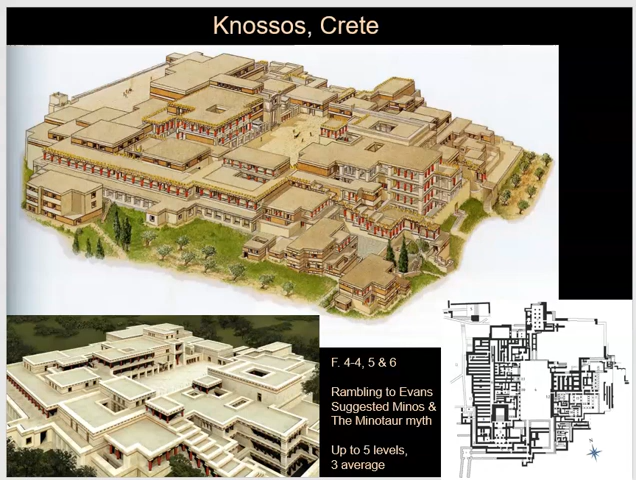 Knossos, Crete
F. 4-4, 5 & 6
Rambling to Evans
Suggested Minos &
The Minotaur myth
Up to 5 levels,
3 average